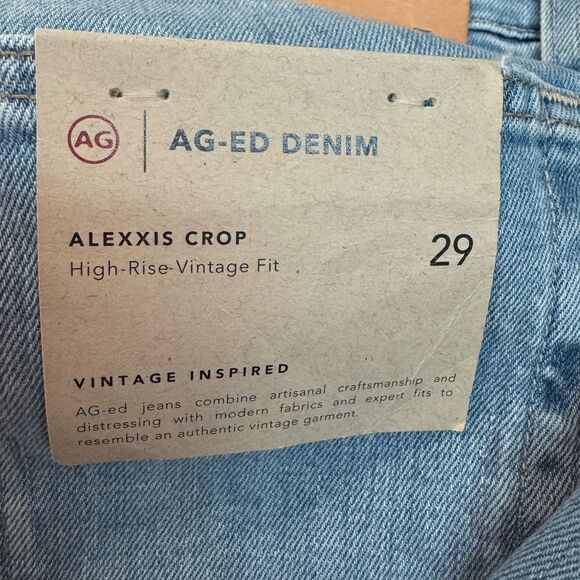 AG
AG-ED DENIM
ALEXXIS CROP
High-Rise Vintage Fit
29
VINTAGE INSPIRED
AG-ed jeans combine artisanal craftsmanship and
distressing with modern fabrics and expert fits to
resemble an authentic vintage garment.